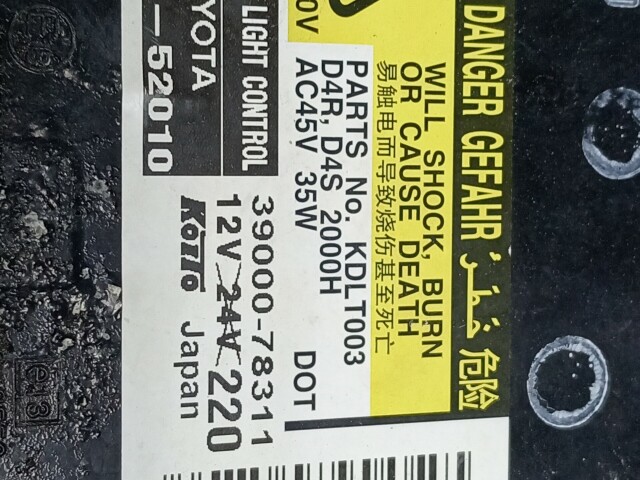 DANGER GEFAHR خطر 危险
WILL SHOCK, BURN
OR CAUSE DEATH
易触电而导致烧伤甚至死亡
PARTS No. KDLT003
D4R, D4S 2000H
AC45V 35W DOT
0V
LIGHT CONTROL
YOTA
-52010
39000-78311
12V 24V 220
KOITO Japan